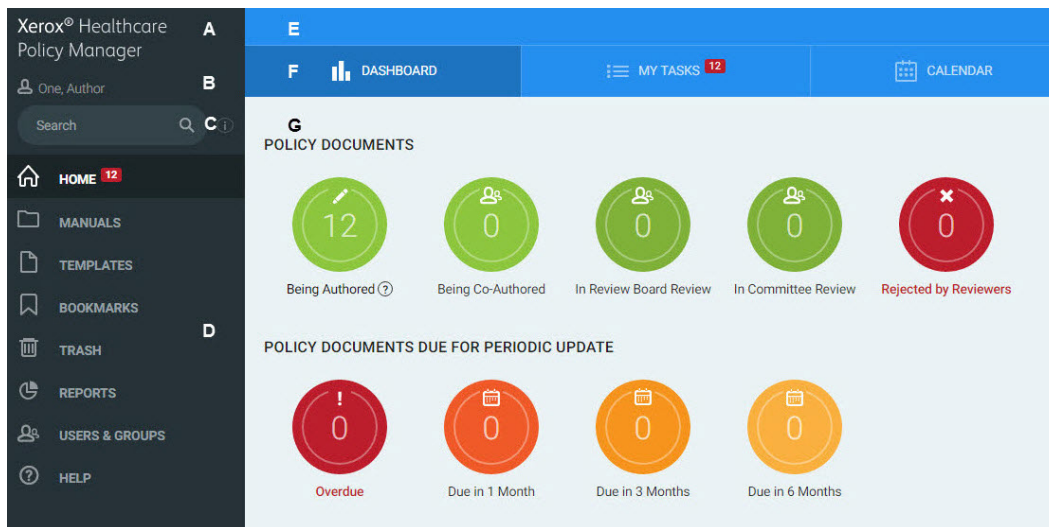 Xerox® Healthcare
Policy Manager
A
One, Author
B
Search
C
HOME 12
MANUALS
TEMPLATES
BOOKMARKS
D
TRASH
REPORTS
USERS & GROUPS
HELP
E
F
DASHBOARD
MY TASKS 12
CALENDAR
G
POLICY DOCUMENTS
12
0
0
0
0
Being Authored ?
Being Co-Authored
In Review Board Review
In Committee Review
Rejected by Reviewers
POLICY DOCUMENTS DUE FOR PERIODIC UPDATE
!
0
0
0
0
Overdue
Due in 1 Month
Due in 3 Months
Due in 6 Months